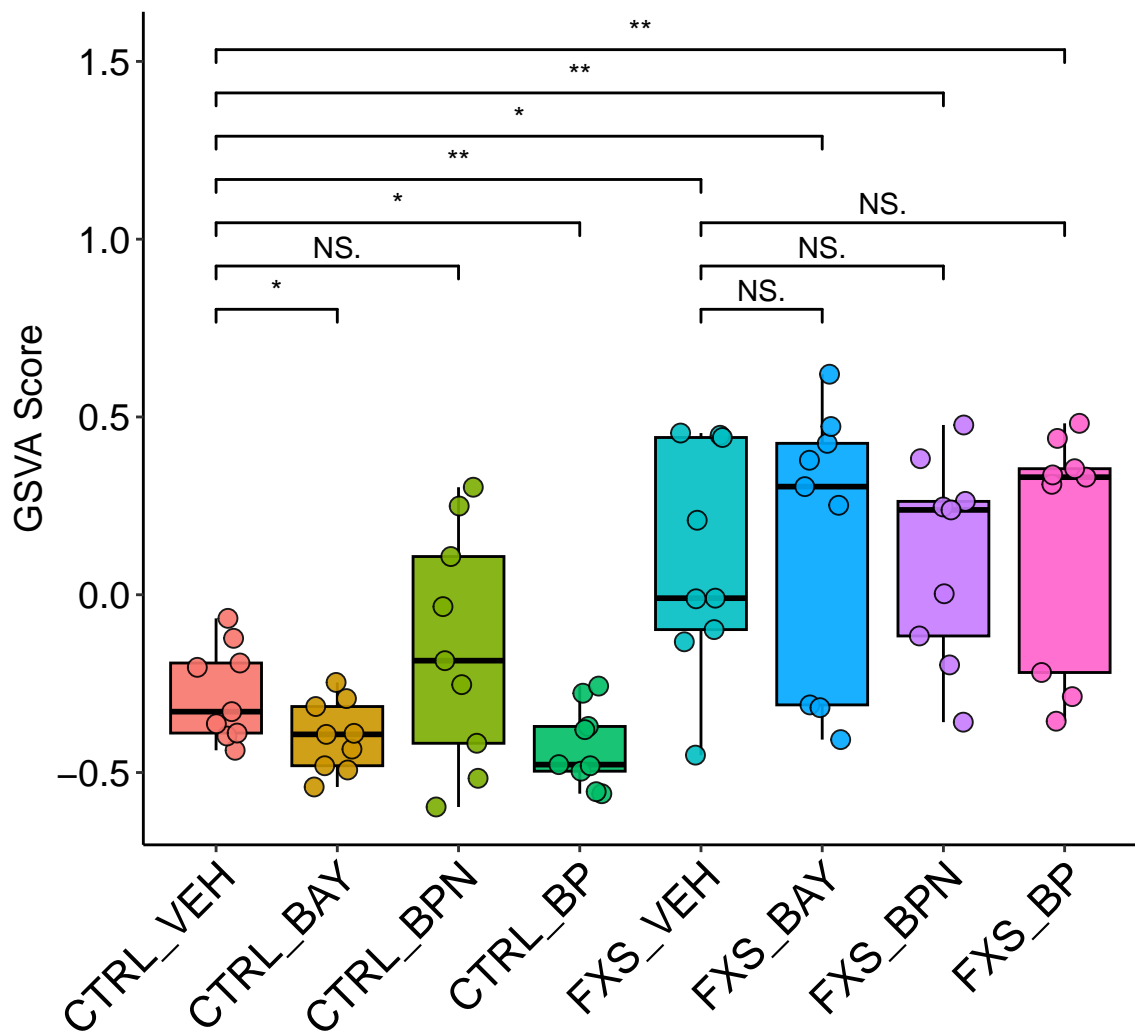 **
1.5
**
*
**
*
NS.
1.0
NS.
NS.
*
NS.
GSVA Score
0.5
0.0
−0.5
CTRL_VEH
CTRL_BAY
CTRL_BPN
CTRL_BP
FXS_VEH
FXS_BAY
FXS_BPN
FXS_BP